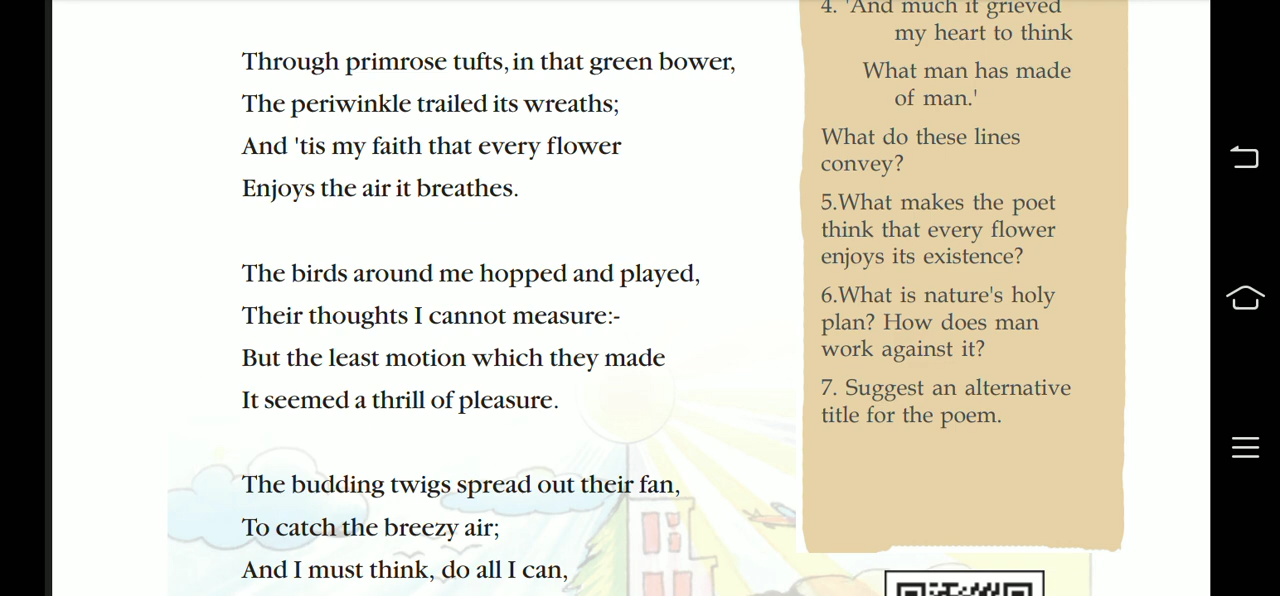 Through primrose tufts, in that green bower,
The periwinkle trailed its wreaths;
And 'tis my faith that every flower
Enjoys the air it breathes.
The birds around me hopped and played,
Their thoughts I cannot measure:-
But the least motion which they made
It seemed a thrill of pleasure.
The budding twigs spread out their fan,
To catch the breezy air;
And I must think, do all I can,
4. 'And much it grieved
my heart to think
What man has made
of man.'
What do these lines
convey?
5.What makes the poet
think that every flower
enjoys its existence?
6.What is nature's holy
plan? How does man
work against it?
7. Suggest an alternative
title for the poem.